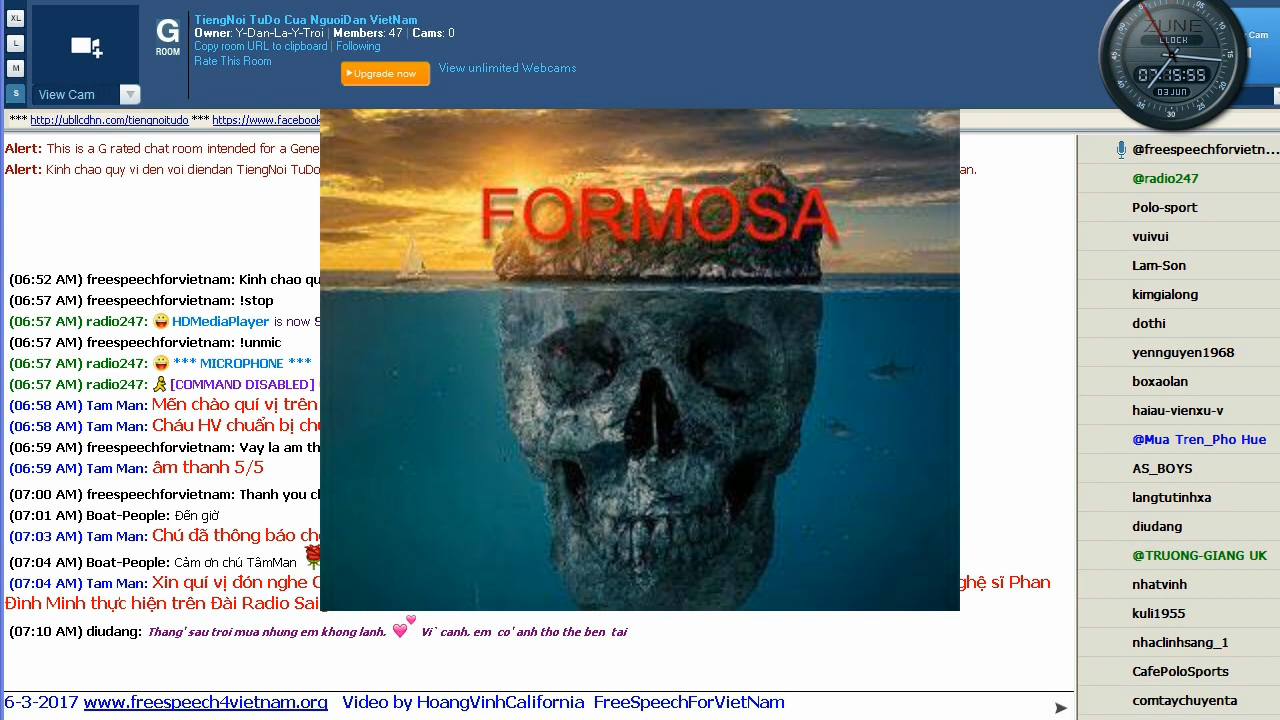 XL
L
M
S
View Cam
G
ROOM
TiengNoi TuDo Cua NguoiDan VietNam
Owner: Y-Dan-La-Y-Troi | Members: 47 | Cams: 0
Copy room URL to clipboard | Following
Rate This Room
Upgrade now
View unlimited Webcams
ZUNE
CLOCK
07:15:55
03 JUN
Cam
*** http://ubllcdhn.com/tiengnoitudo *** https://www.facebook
Alert: This is a G rated chat room intended for a Gene
Alert: Kinh chao quy vi den voi diendan TiengNoi TuDo an.
FORMOSA
(06:52 AM) freespeechforvietnam: Kinh chao qu
(06:57 AM) freespeechforvietnam: !stop
(06:57 AM) radio247: HDMediaPlayer is now S
(06:57 AM) freespeechforvietnam: !unmic
(06:57 AM) radio247: *** MICROPHONE ***
(06:57 AM) radio247: [COMMAND DISABLED]
(06:58 AM) Tam Man: Mến chào quí vị trên
(06:58 AM) Tam Man: Cháu HV chuẩn bị
(06:59 AM) freespeechforvietnam: Vay la am th
(06:59 AM) Tam Man: âm thanh 5/5
(07:00 AM) freespeechforvietnam: Thank you
(07:01 AM) Boat-People: Đến giờ
(07:03 AM) Tam Man: Chú đã thông báo
(07:04 AM) Boat-People: Cảm ơn chú TâmMan
(07:04 AM) Tam Man: Xin quí vị đón nghe ghệ sĩ Phan
Đình Minh thực hiện trên Đài Radio Sai
(07:10 AM) diudang: Thang' sau troi mua nhung em khong lanh. Vi` canh. em co' anh tho the ben tai
6-3-2017 www.freespeech4vietnam.org Video by HoangVinhCalifornia FreeSpeechForVietNam
@freespeechforvietn...
@radio247
Polo-sport
vuivui
Lam-Son
kimgialong
dothi
yennguyen1968
boxaolan
haiau-vienxu-v
@Mua Tren_Pho Hue
AS_BOYS
langtutinhxa
diudang
@TRUONG-GIANG UK
nhatvinh
kuli1955
nhaclinhsang_1
CafePoloSports
comtaychuyenta